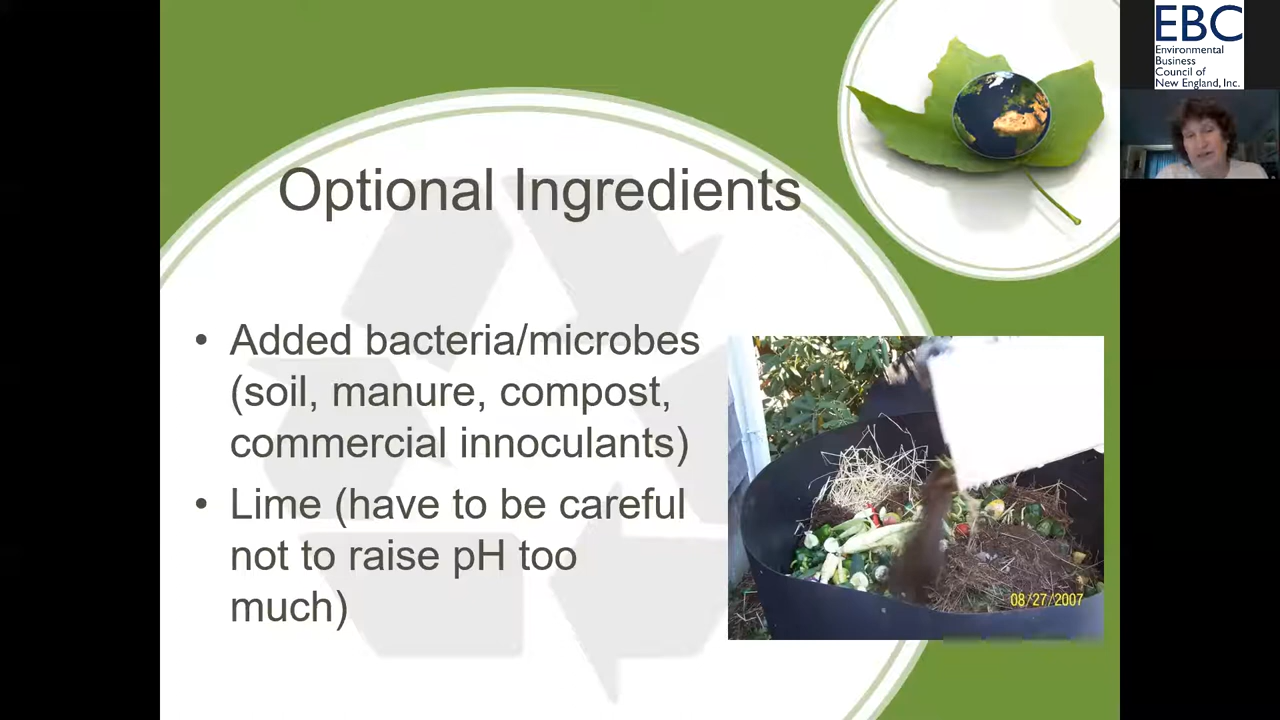 Optional Ingredients
• Added bacteria/microbes
(soil, manure, compost,
commercial innoculants)
• Lime (have to be careful
not to raise pH too
much)
08/27/2007
EBC
Environmental
Business
Council of
New England, Inc.